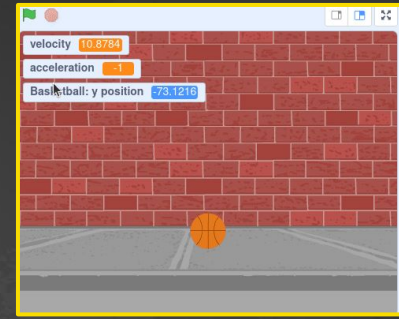 velocity 10.8784
acceleration -1
Basketball: y position -73.1216